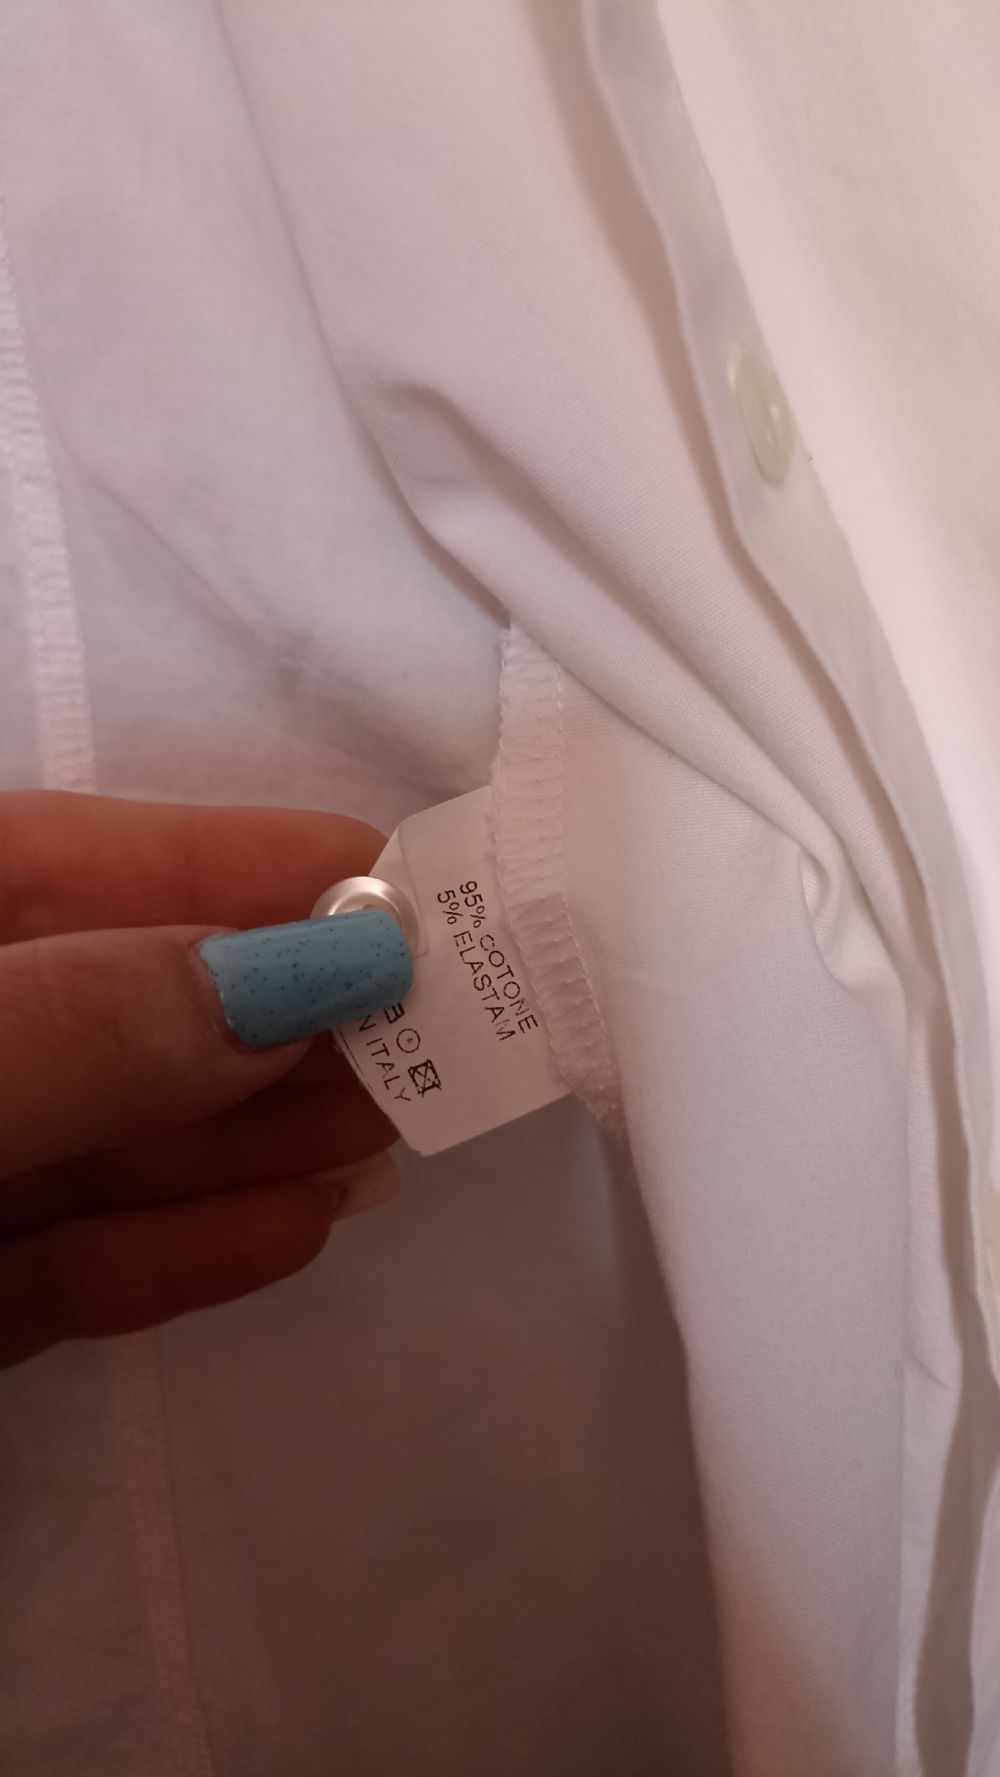 95% COTONE
5% ELASTAM
N ITALY